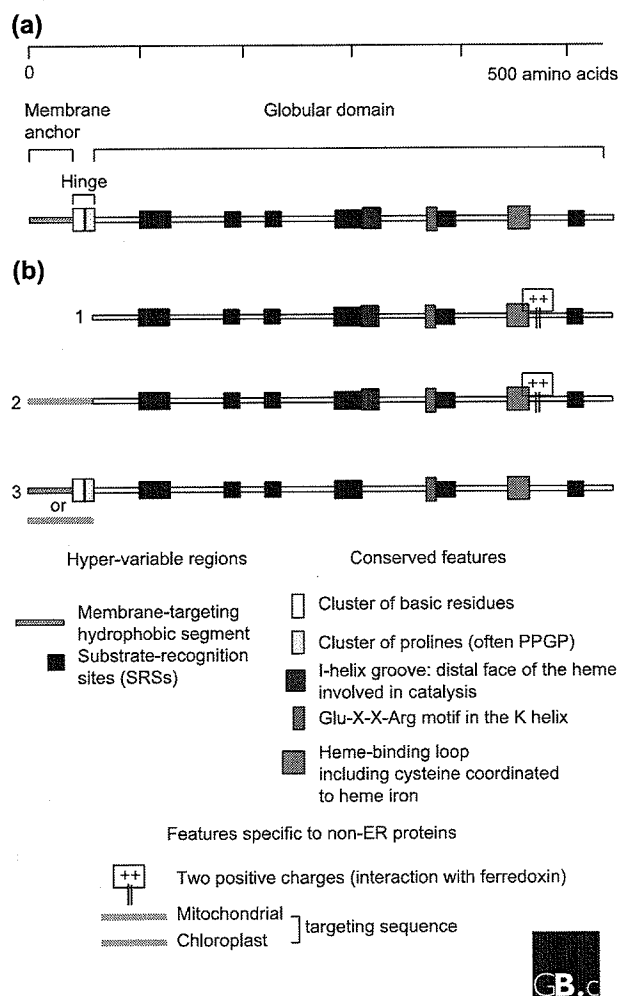 (a)
0
500 amino acids
Membrane
anchor
Globular domain
Hinge
(b)
1
++
2
++
3
or
Hyper-variable regions
Membrane-targeting
hydrophobic segment
Substrate-recognition
sites (SRSs)
Conserved features
Cluster of basic residues
Cluster of prolines (often PPGP)
I-helix groove: distal face of the heme
involved in catalysis
Glu-X-X-Arg motif in the K helix
Heme-binding loop
including cysteine coordinated
to heme iron
Features specific to non-ER proteins
++
Two positive charges (interaction with ferredoxin)
Mitochondrial
Chloroplast
targeting sequence
GB.c